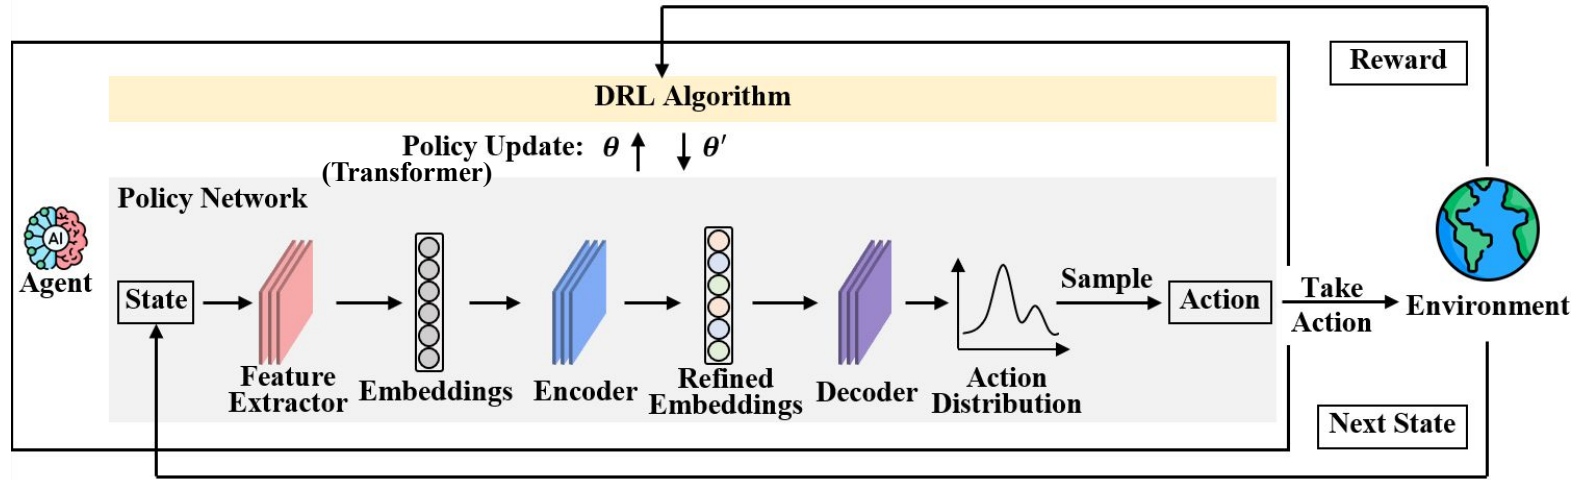 Reward
DRL Algorithm
Policy Update: θ θ′
(Transformer)
Policy Network
AI
Agent
State
Feature
Extractor
Embeddings
Encoder
Refined
Embeddings
Decoder
Action
Distribution
Sample
Action
Take
Action
Environment
Next State